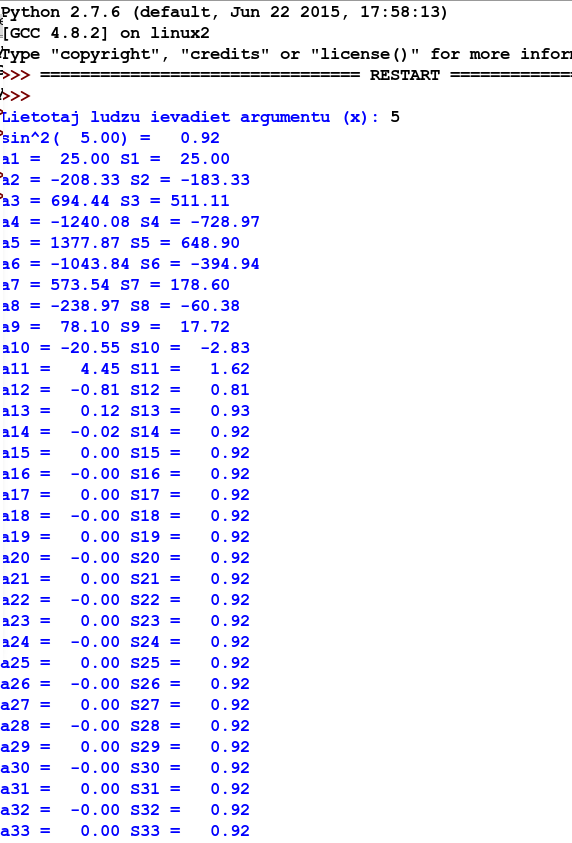 Python 2.7.6 (default, Jun 22 2015, 17:58:13)
[GCC 4.8.2] on linux2
Type "copyright", "credits" or "license()" for more infor
>>> ================================ RESTART ============
>>>
Lietotaj ludzu ievadiet argumentu (x): 5
sin^2(  5.00) =   0.92
a1 =  25.00 S1 =  25.00
a2 = -208.33 S2 = -183.33
a3 = 694.44 S3 = 511.11
a4 = -1240.08 S4 = -728.97
a5 = 1377.87 S5 = 648.90
a6 = -1043.84 S6 = -394.94
a7 = 573.54 S7 = 178.60
a8 = -238.97 S8 = -60.38
a9 =  78.10 S9 =  17.72
a10 = -20.55 S10 =  -2.83
a11 =   4.45 S11 =   1.62
a12 =  -0.81 S12 =   0.81
a13 =   0.12 S13 =   0.93
a14 =  -0.02 S14 =   0.92
a15 =   0.00 S15 =   0.92
a16 =  -0.00 S16 =   0.92
a17 =   0.00 S17 =   0.92
a18 =  -0.00 S18 =   0.92
a19 =   0.00 S19 =   0.92
a20 =  -0.00 S20 =   0.92
a21 =   0.00 S21 =   0.92
a22 =  -0.00 S22 =   0.92
a23 =   0.00 S23 =   0.92
a24 =  -0.00 S24 =   0.92
a25 =   0.00 S25 =   0.92
a26 =  -0.00 S26 =   0.92
a27 =   0.00 S27 =   0.92
a28 =  -0.00 S28 =   0.92
a29 =   0.00 S29 =   0.92
a30 =  -0.00 S30 =   0.92
a31 =   0.00 S31 =   0.92
a32 =  -0.00 S32 =   0.92
a33 =   0.00 S33 =   0.92